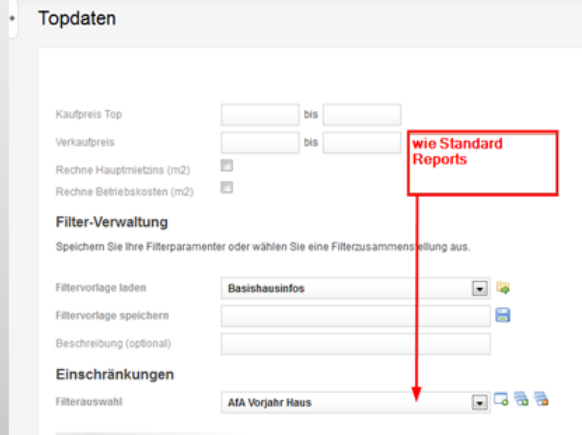 Topdaten
Kaufpreis Top bis
Verkaufpreis bis
wie Standard
Reports
Rechne Hauptmietzins (m2)
Rechne Betriebskosten (m2)
Filter-Verwaltung
Speichern Sie Ihre Filterparamenter oder wählen Sie eine Filterzusammenstellung aus.
Filtervorlage laden Basishausinfos
Filtervorlage speichern
Beschreibung (optional)
Einschränkungen
Filterauswahl AfA Vorjahr Haus